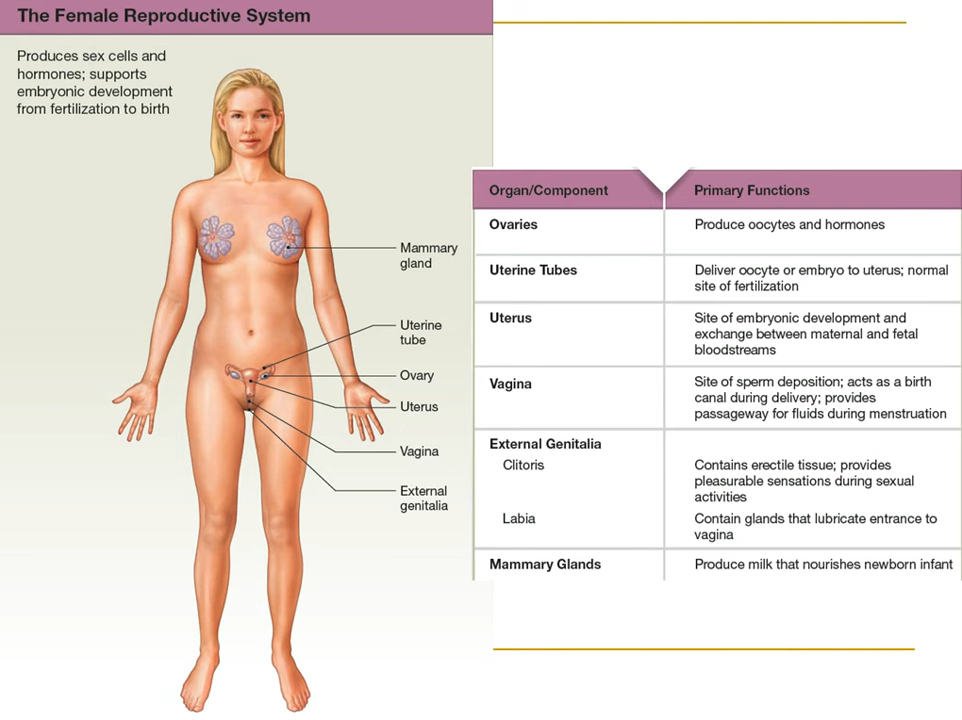 The Female Reproductive System
Produces sex cells and
hormones; supports
embryonic development
from fertilization to birth
Mammary
gland
Uterine
tube
Ovary
Uterus
Vagina
External
genitalia
Organ/Component
Primary Functions
Ovaries
Produce oocytes and hormones
Uterine Tubes
Deliver oocyte or embryo to uterus; normal
site of fertilization
Uterus
Site of embryonic development and
exchange between maternal and fetal
bloodstreams
Vagina
Site of sperm deposition; acts as a birth
canal during delivery; provides
passageway for fluids during menstruation
External Genitalia
Clitoris
Contains erectile tissue; provides
pleasurable sensations during sexual
activities
Labia
Contain glands that lubricate entrance to
vagina
Mammary Glands
Produce milk that nourishes newborn infant